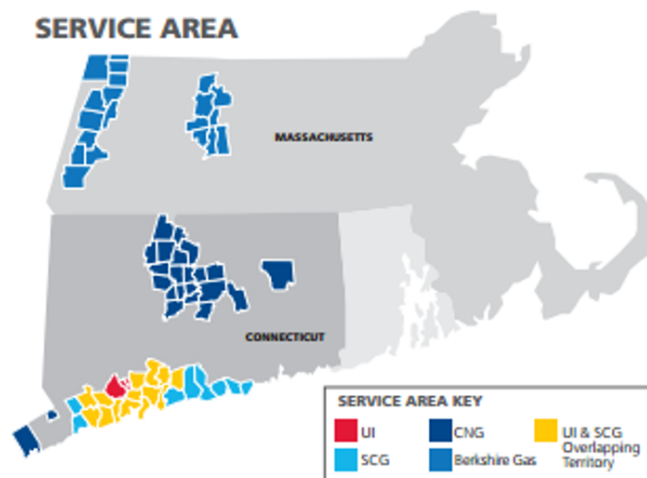 SERVICE AREA
MASSACHUSETTS
CONNECTICUT
SERVICE AREA KEY
UI
CNG
UI & SCG
Overlapping
Territory
SCG
Berkshire Gas